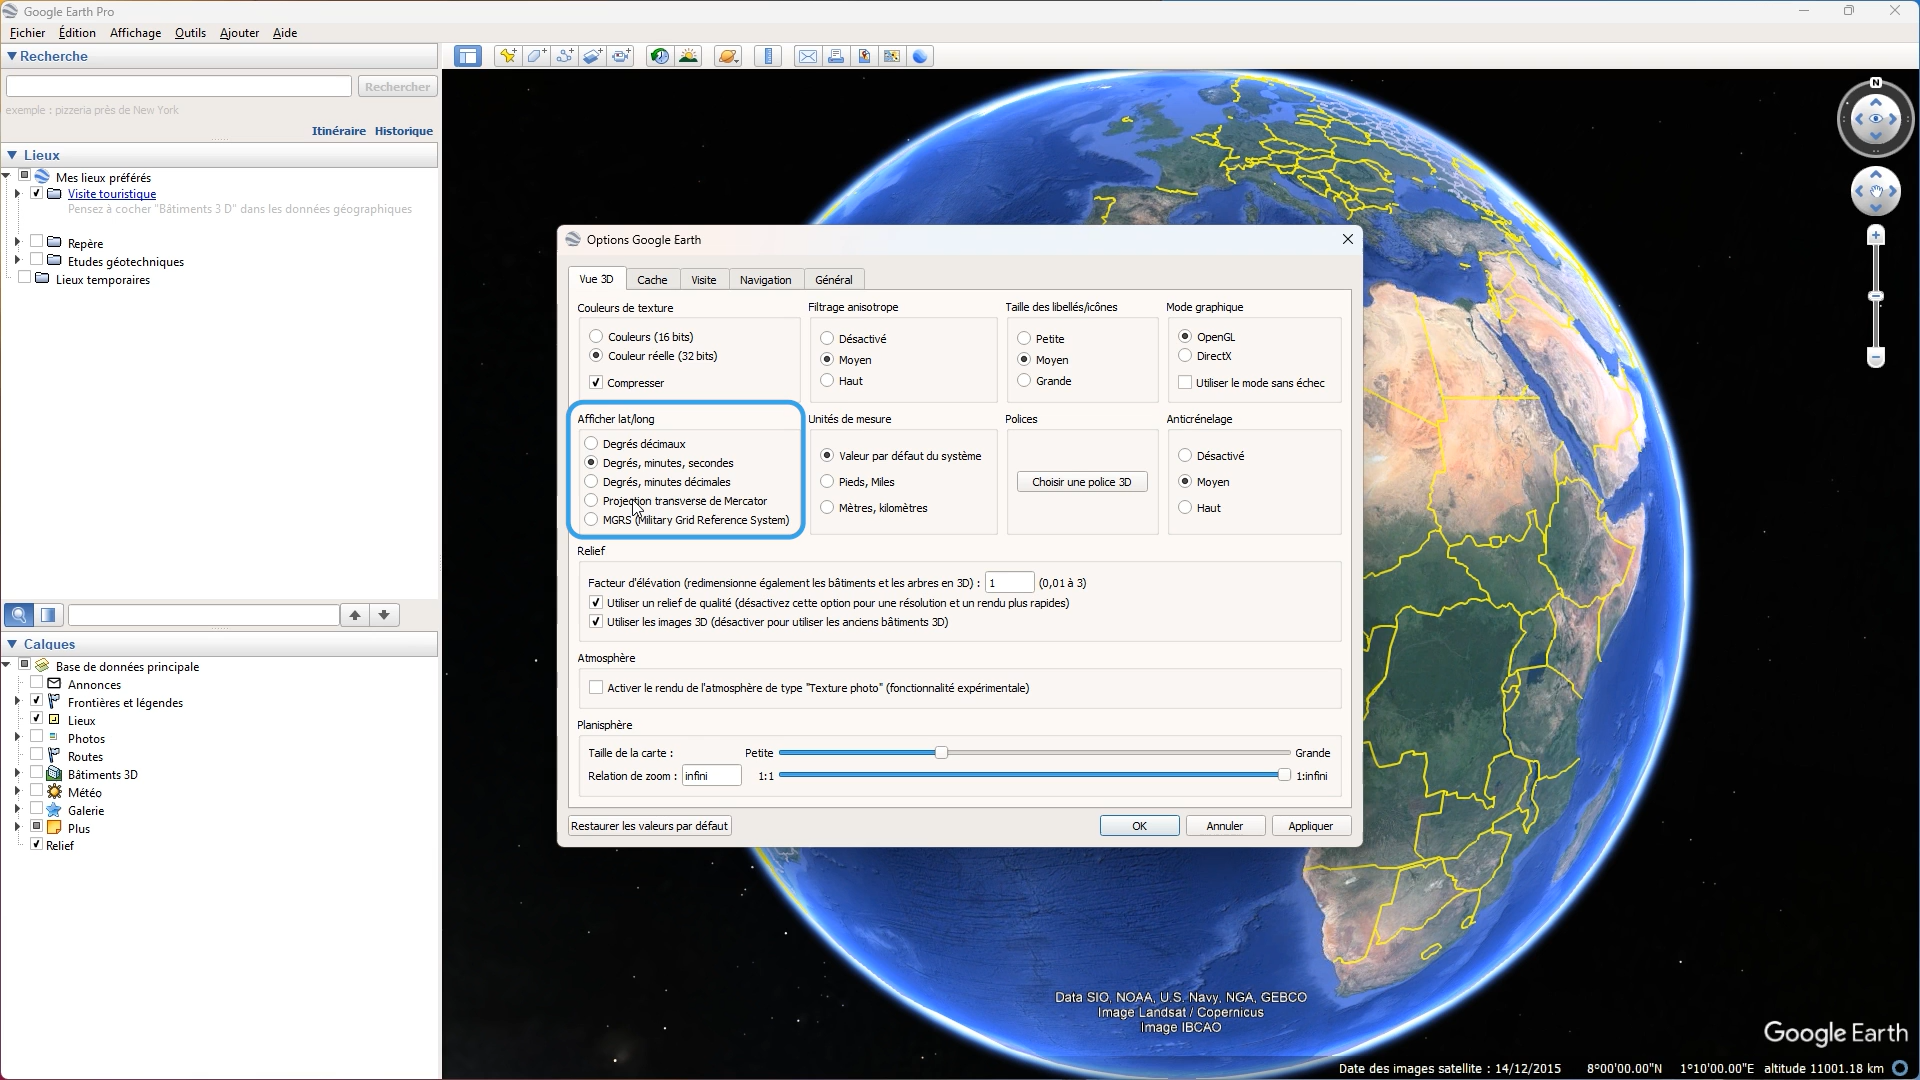 Google Earth Pro
Fichier Édition Affichage Outils Ajouter Aide
Recherche
Rechercher
exemple : pizzeria près de New York
Itinéraire Historique
Lieux
Mes lieux préférés
Visite touristique
Pensez à cocher "Bâtiments 3 D" dans les données géographiques
Repère
Etudes géotechniques
Lieux temporaires
Calques
Base de données principale
Annonces
Frontières et légendes
Lieux
Photos
Routes
Bâtiments 3D
Météo
Galerie
Plus
Relief
N
Options Google Earth
Vue 3D Cache Visite Navigation Général
Couleurs de texture
Couleurs (16 bits)
Couleur réelle (32 bits)
Compresser
Filtrage anisotrope
Désactivé
Moyen
Haut
Taille des libellés/icônes
Petite
Moyen
Grande
Mode graphique
OpenGL
DirectX
Utiliser le mode sans échec
Afficher lat/long
Degrés décimaux
Degrés, minutes, secondes
Degrés, minutes décimales
Projection transverse de Mercator
MGRS (Military Grid Reference System)
Unités de mesure
Valeur par défaut du système
Pieds, Miles
Mètres, kilomètres
Polices
Choisir une police 3D
Anticrénelage
Désactivé
Moyen
Haut
Relief
Facteur d'élévation (redimensionne également les bâtiments et les arbres en 3D) : 1 (0,01 à 3)
Utiliser un relief de qualité (désactivez cette option pour une résolution et un rendu plus rapides)
Utiliser les images 3D (désactiver pour utiliser les anciens bâtiments 3D)
Atmosphère
Activer le rendu de l'atmosphère de type "Texture photo" (fonctionnalité expérimentale)
Planisphère
Taille de la carte : Petite Grande
Relation de zoom : infini 1:1 1:infini
Restaurer les valeurs par défaut OK Annuler Appliquer
Data SIO, NOAA, U.S. Navy, NGA, GEBCO
Image Landsat / Copernicus
Image IBCAO
Google Earth
Date des images satellite : 14/12/2015 8°00'00.00"N 1°10'00.00"E altitude 11001.18 km